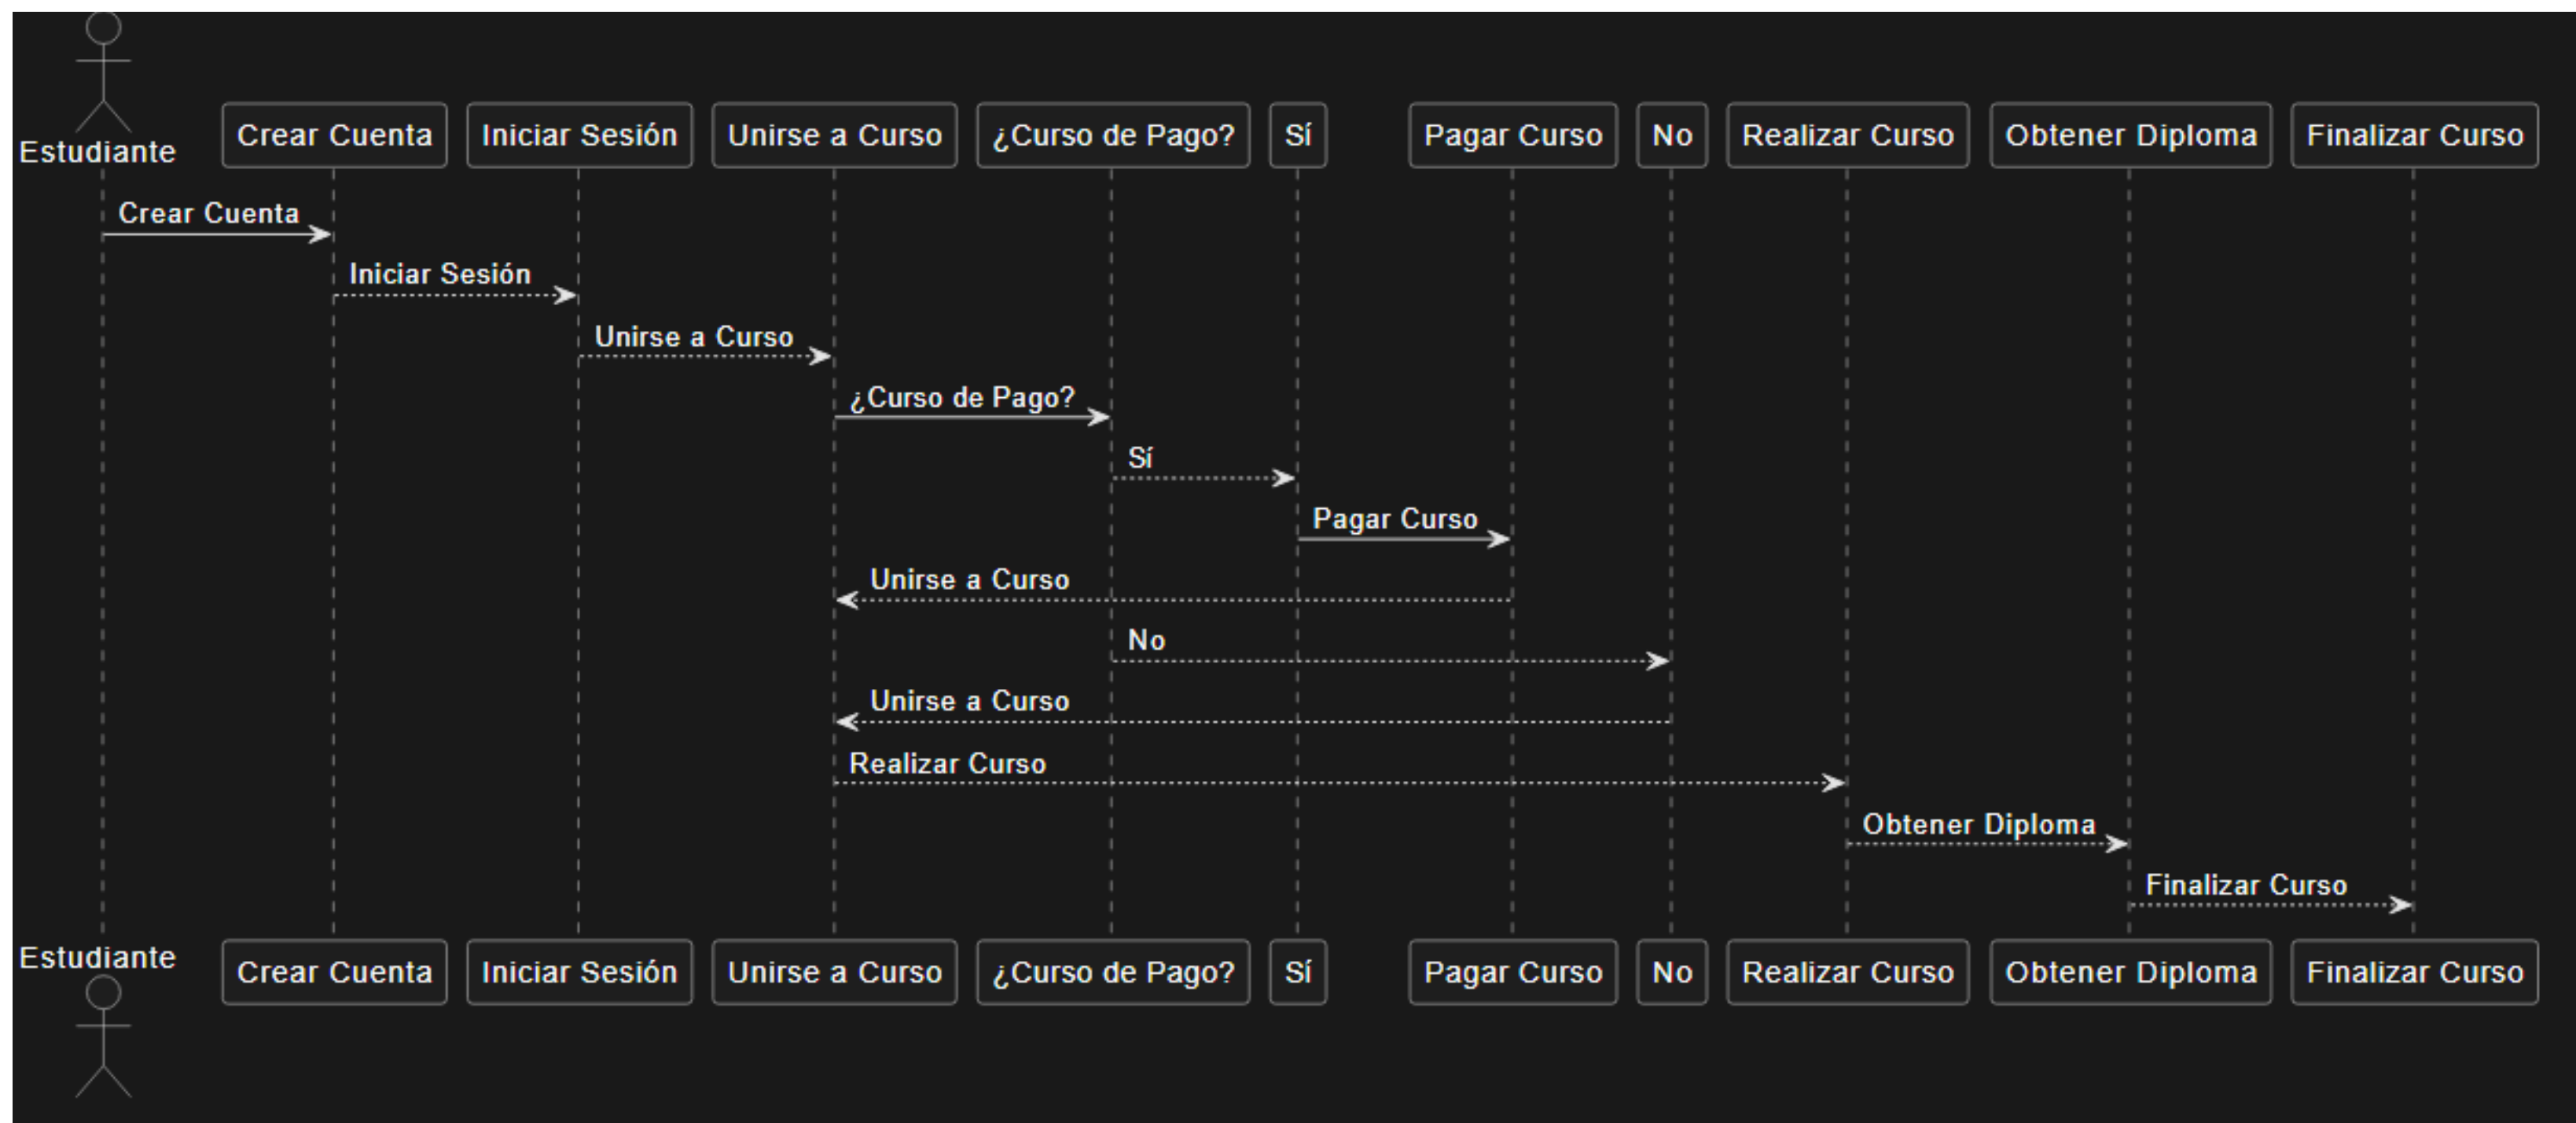 Estudiante
Crear Cuenta
Iniciar Sesión
Unirse a Curso
¿Curso de Pago?
Sí
Pagar Curso
No
Realizar Curso
Obtener Diploma
Finalizar Curso
Crear Cuenta
Iniciar Sesión
Unirse a Curso
¿Curso de Pago?
Sí
Pagar Curso
Unirse a Curso
No
Unirse a Curso
Realizar Curso
Obtener Diploma
Finalizar Curso
Estudiante
Crear Cuenta
Iniciar Sesión
Unirse a Curso
¿Curso de Pago?
Sí
Pagar Curso
No
Realizar Curso
Obtener Diploma
Finalizar Curso